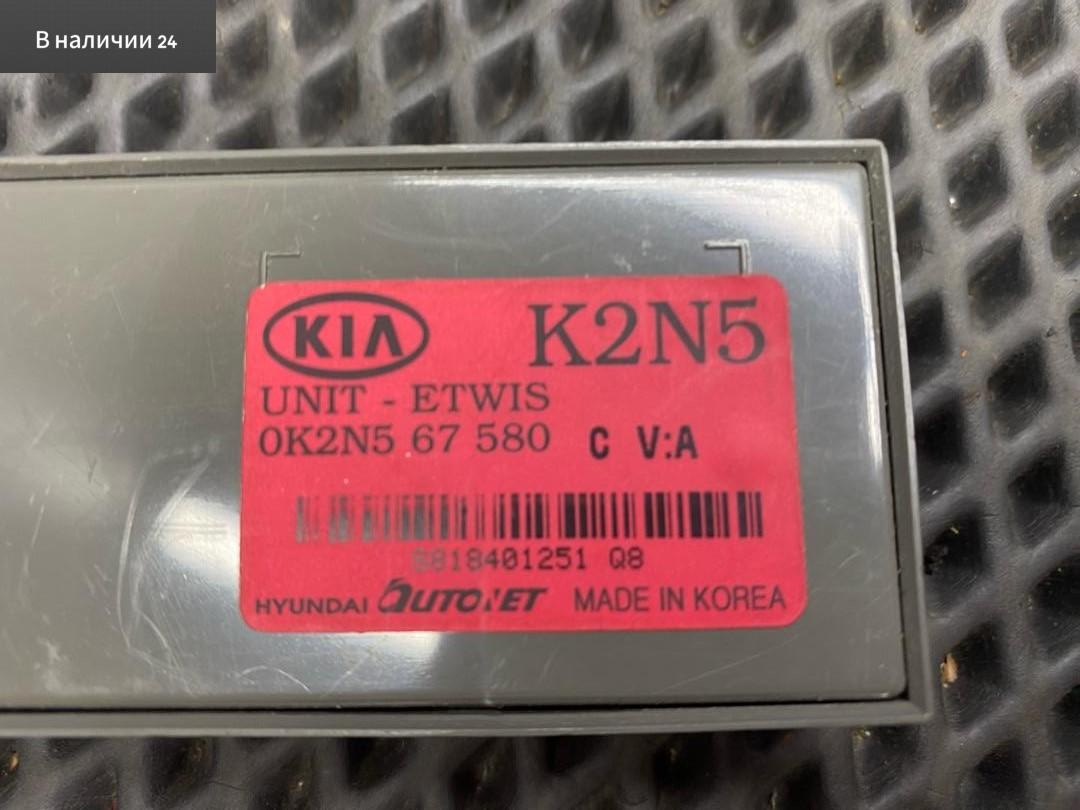 В наличии 24
KIA K2N5
UNIT - ETWIS
0K2N5 67 580 C V:A
S818401251 Q8
HYUNDAI AUTONET MADE IN KOREA